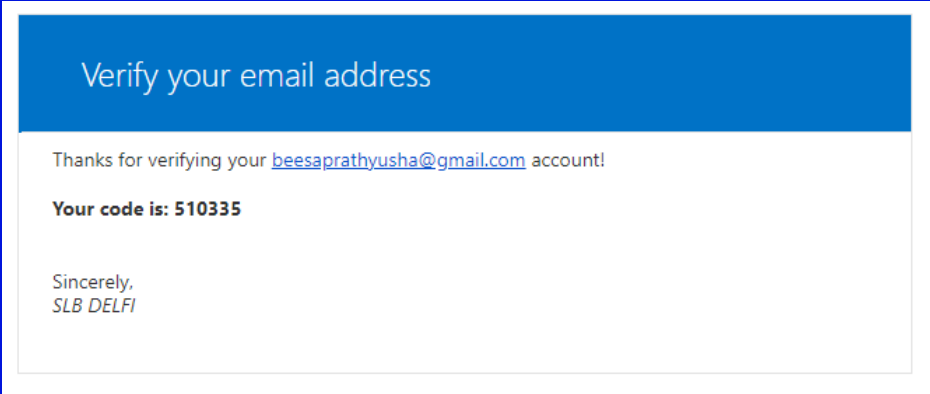 Verify your email address
Thanks for verifying your beesaprathyusha@gmail.com account!
Your code is: 510335
Sincerely,
SLB DELFI